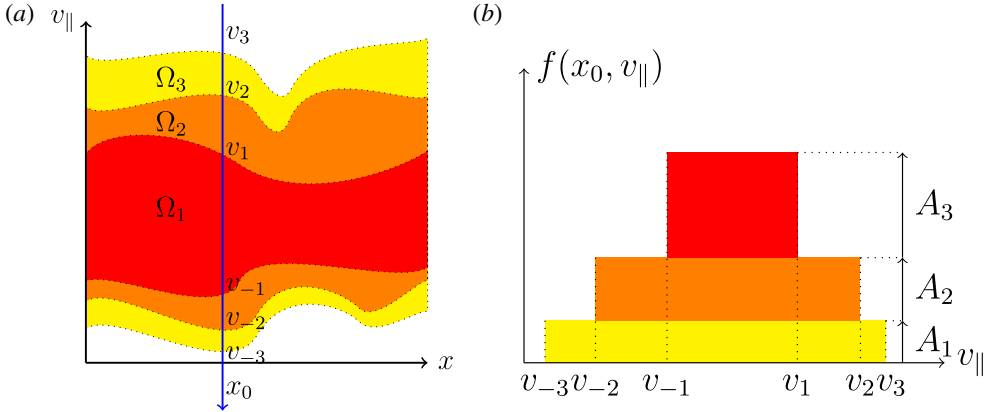 (a)
v∥
v₃
Ω₃
v₂
Ω₂
v₁
Ω₁
v₋₁
v₋₂
v₋₃
x
x₀
(b)
f(x₀, v∥)
A₃
A₂
A₁
v∥
v₋₃ v₋₂ v₋₁ v₁ v₂ v₃